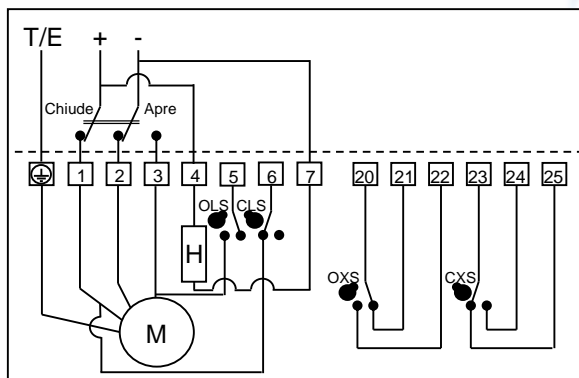 T/E + -
Chiude Apre
1 2 3 4 5 6 7 20 21 22 23 24 25
OLS CLS
H
OXS CXS
M